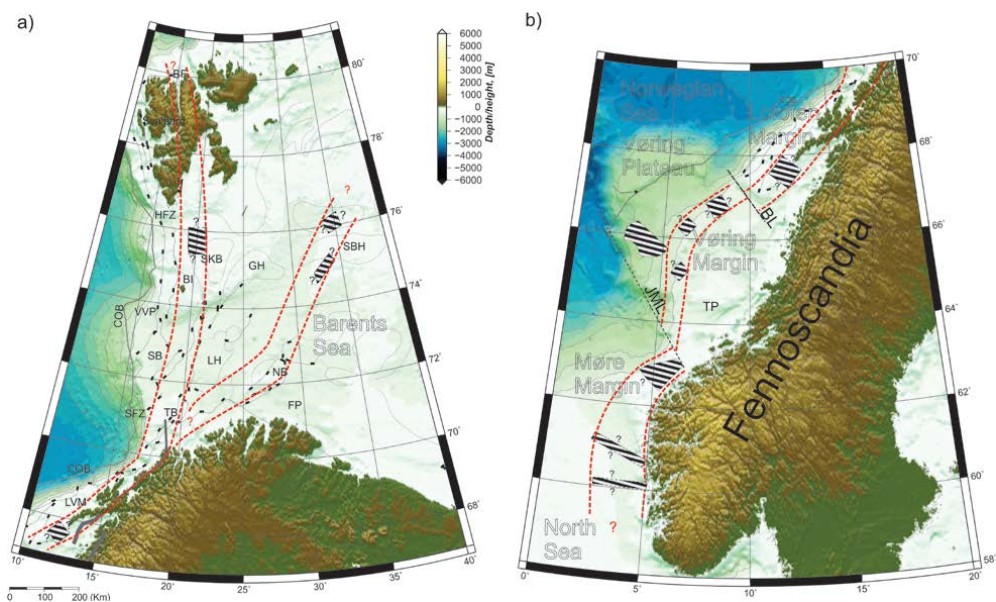 a)
b)
6000
5000
4000
3000
2000
1000
0
-1000
-2000
-3000
-4000
-5000
-6000
Depth/height, [m]
80˚
78˚
76˚
74˚
72˚
70˚
68˚
?
?
HFZ
?
?
SKB
BI
GH
?
?
?
SBH
?
?
COB
VVP
Barents
Sea
SB
LH
NB
SFZ
TB
?
FP
COB
LVM
?
?
10˚
15˚
20˚
25˚
30˚
35˚
40˚
0
100
200 (Km)
70˚
68˚
66˚
64˚
62˚
60˚
58˚
Norwegian
Sea
Lofoten
Margin
Vøring
Plateau
BL
?
?
?
Vøring
Margin
?
?
JML
TP
Møre
Margin
?
?
?
?
?
Fennoscandia
North
Sea
?
0˚
5˚
10˚
15˚
20˚